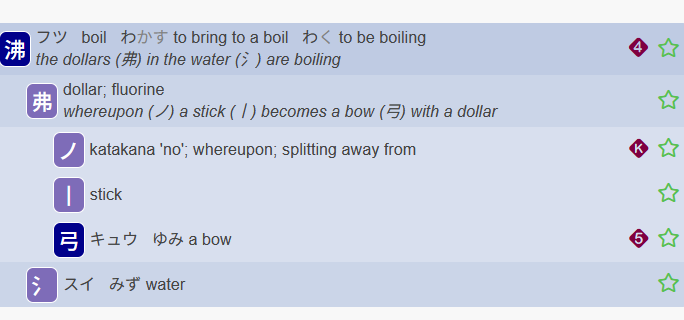 沸 フツ boil わかす to bring to a boil わく to be boiling 4
the dollars (弗) in the water (氵) are boiling
弗 dollar; fluorine
whereupon (ノ) a stick (丨) becomes a bow (弓) with a dollar
ノ katakana 'no'; whereupon; splitting away from K
丨 stick
弓 キュウ ゆみ a bow 5
氵 スイ みず water